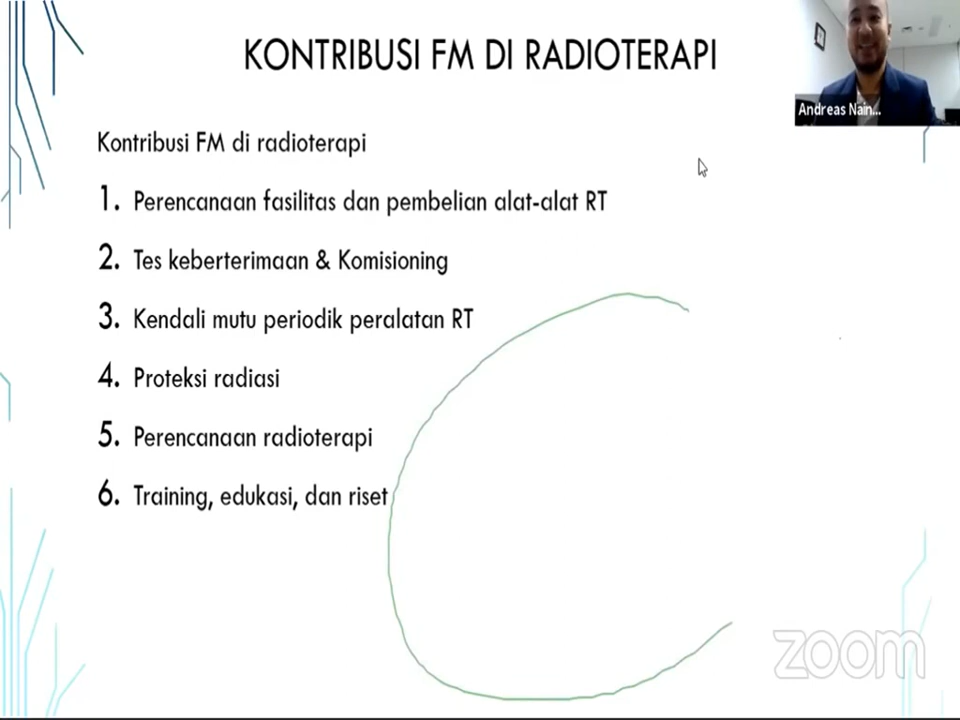 KONTRIBUSI FM DI RADIOTERAPI
Andreas Nain...
Kontribusi FM di radioterapi
1. Perencanaan fasilitas dan pembelian alat-alat RT
2. Tes keberterimaan & Komisioning
3. Kendali mutu periodik peralatan RT
4. Proteksi radiasi
5. Perencanaan radioterapi
6. Training, edukasi, dan riset
zoom